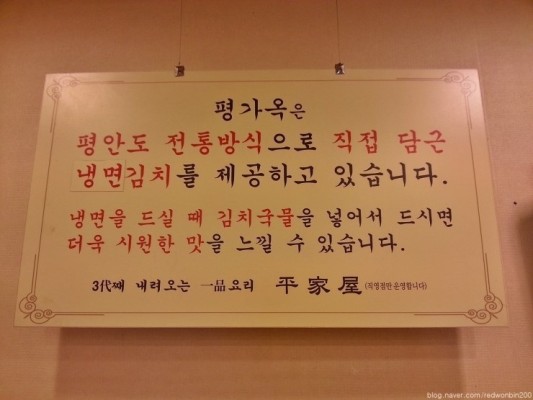 평가옥은
평안도 전통방식으로 직접 담근
냉면김치를 제공하고 있습니다.
냉면을 드실 때 김치국물을 넣어서 드시면
더욱 시원한 맛을 느낄 수 있습니다.
3代째 내려오는 一品요리 平家屋 (직영점만 운영합니다)
blog.naver.com/redwonbin200